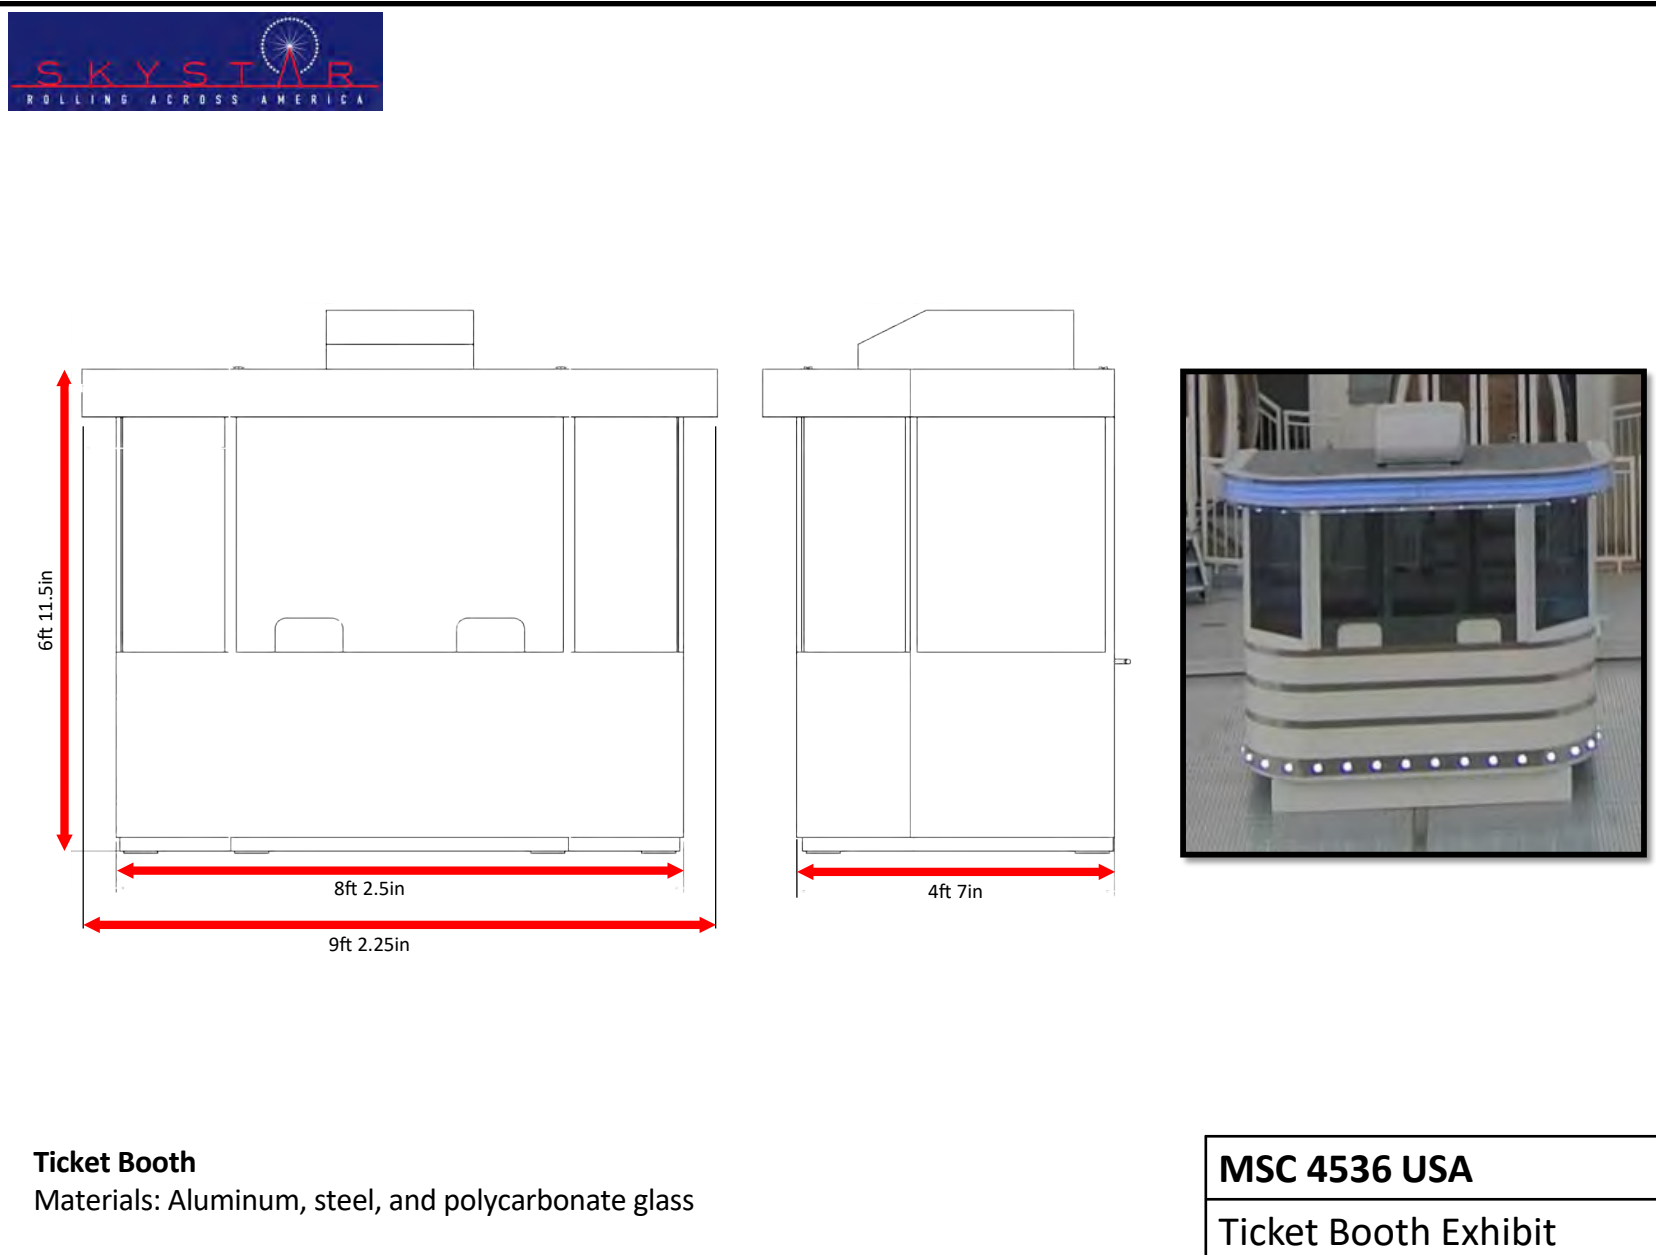 SKYSTAR
ROLLING ACROSS AMERICA
6ft 11.5in
8ft 2.5in
4ft 7in
9ft 2.25in
Ticket Booth
Materials: Aluminum, steel, and polycarbonate glass
MSC 4536 USA
Ticket Booth Exhibit